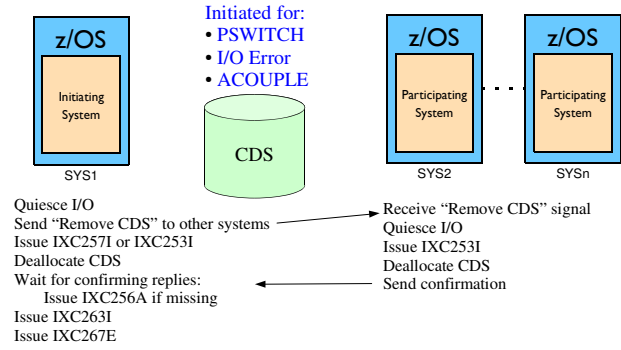 Initiated for:
• PSWITCH
• I/O Error
• ACOUPLE
z/OS
Initiating
System
SYS1
CDS
z/OS
Participating
System
SYS2
z/OS
Participating
System
SYSn
Quiesce I/O
Send “Remove CDS” to other systems
Issue IXC257I or IXC253I
Deallocate CDS
Wait for confirming replies:
Issue IXC256A if missing
Issue IXC263I
Issue IXC267E
Receive “Remove CDS” signal
Quiesce I/O
Issue IXC253I
Deallocate CDS
Send confirmation